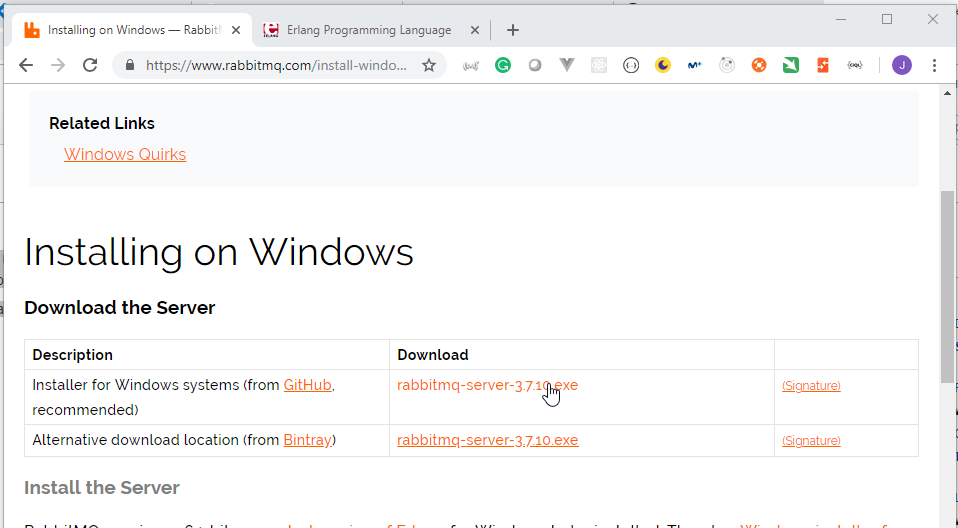 Installing on Windows — Rabbit
Erlang Programming Language
https://www.rabbitmq.com/install-windo...
J
Related Links
Windows Quirks
Installing on Windows
Download the Server
Description Download
Installer for Windows systems (from GitHub, rabbitmq-server-3.7.10.exe (Signature)
recommended)
Alternative download location (from Bintray) rabbitmq-server-3.7.10.exe (Signature)
Install the Server